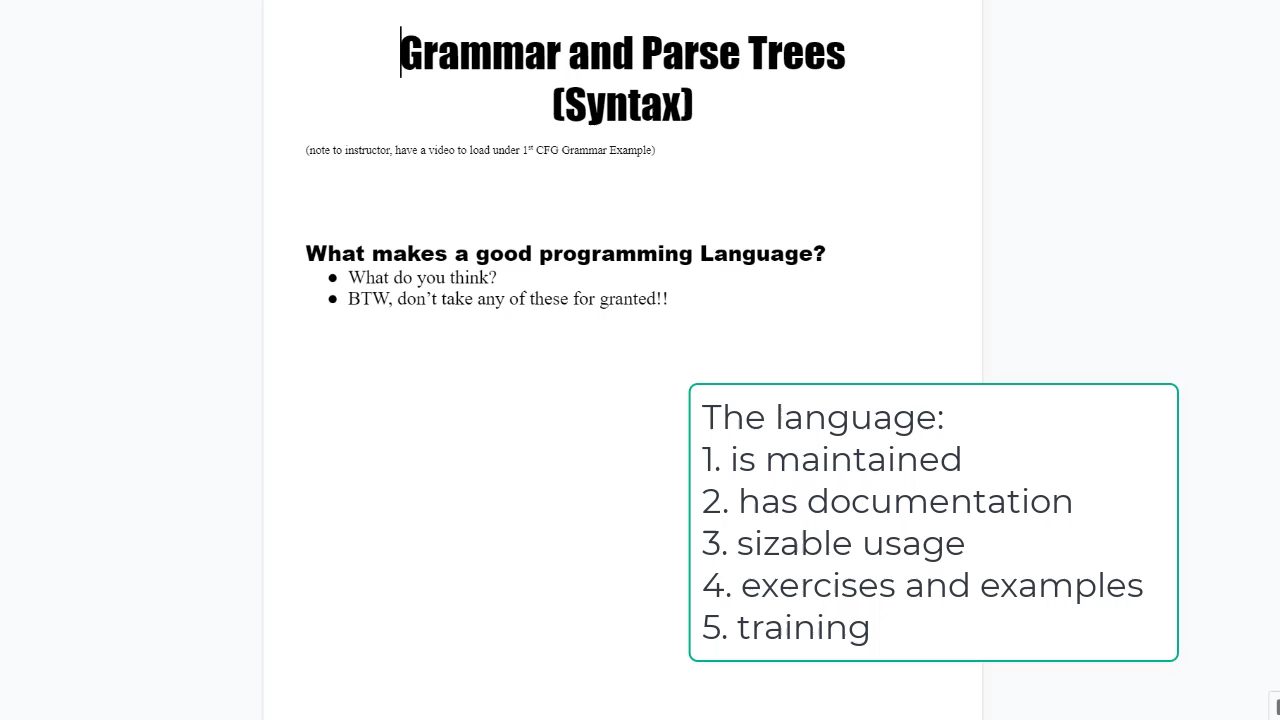 Grammar and Parse Trees
(Syntax)
(note to instructor, have a video to load under 1st CFG Grammar Example)
What makes a good programming Language?
● What do you think?
● BTW, don’t take any of these for granted!!
The language:
1. is maintained
2. has documentation
3. sizable usage
4. exercises and examples
5. training